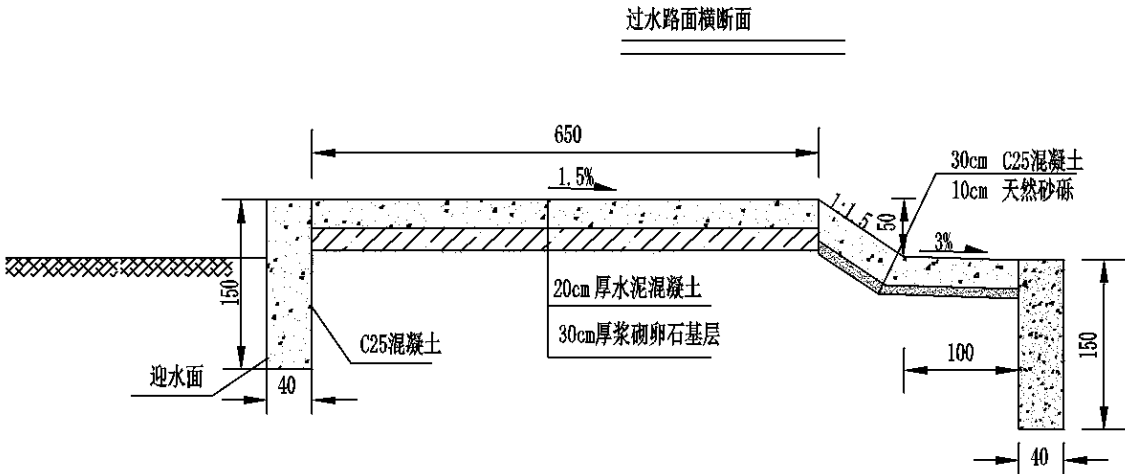 过水路面横断面
650
1.5%
30cm C25混凝土
10cm 天然砂砾
1:1.5
50
3%
150
20cm厚水泥混凝土
30cm厚浆砌卵石基层
C25混凝土
迎水面
40
100
150
40